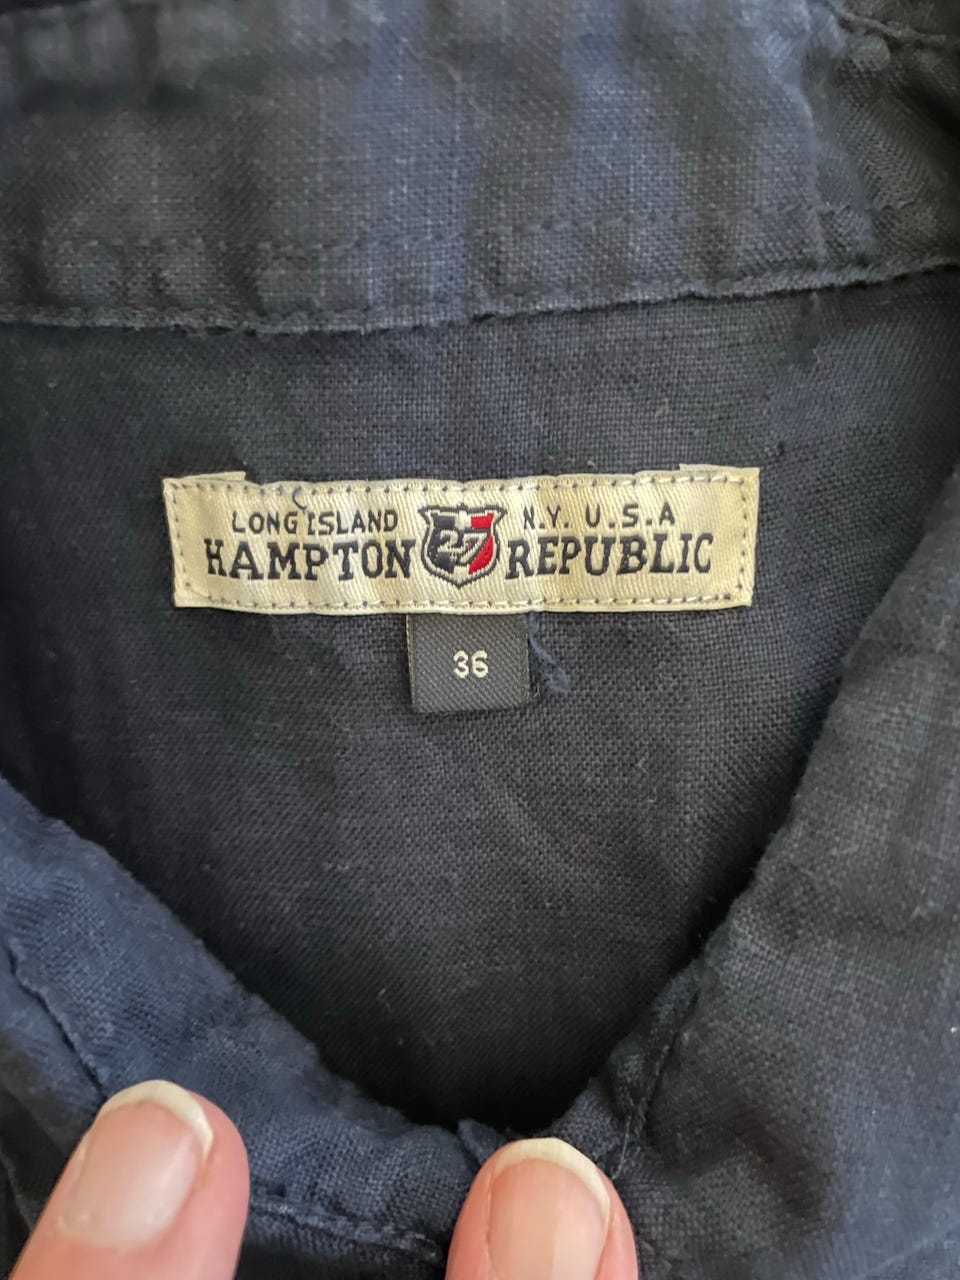 LONG ISLAND N.Y. U.S.A
HAMPTON 27 REPUBLIC
36